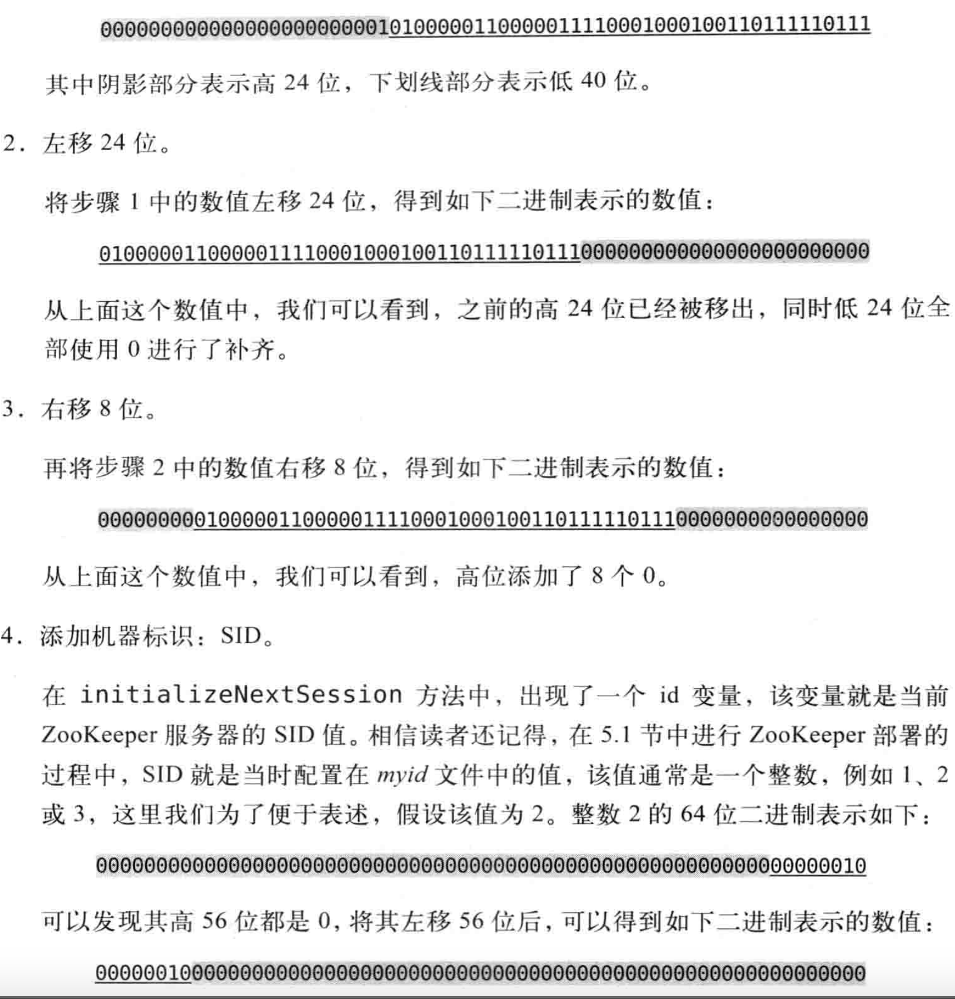 0000000000000000000000010100000110000011110001000100110111110111
其中阴影部分表示高 24 位，下划线部分表示低 40 位。
2．左移 24 位。
将步骤 1 中的数值左移 24 位，得到如下二进制表示的数值：
0100000110000011110001000100110111110111000000000000000000000000
从上面这个数值中，我们可以看到，之前的高 24 位已经被移出，同时低 24 位全
部使用 0 进行了补齐。
3．右移 8 位。
再将步骤 2 中的数值右移 8 位，得到如下二进制表示的数值：
0000000001000001100000111100010001001101111101110000000000000000
从上面这个数值中，我们可以看到，高位添加了 8 个 0。
4．添加机器标识：SID。
在 initializeNextSession 方法中，出现了一个 id 变量，该变量就是当前
ZooKeeper 服务器的 SID 值。相信读者还记得，在 5.1 节中进行 ZooKeeper 部署的
过程中，SID 就是当时配置在 myid 文件中的值，该值通常是一个整数，例如 1、2
或 3，这里我们为了便于表述，假设该值为 2。整数 2 的 64 位二进制表示如下：
0000000000000000000000000000000000000000000000000000000000000010
可以发现其高 56 位都是 0，将其左移 56 位后，可以得到如下二进制表示的数值：
0000001000000000000000000000000000000000000000000000000000000000